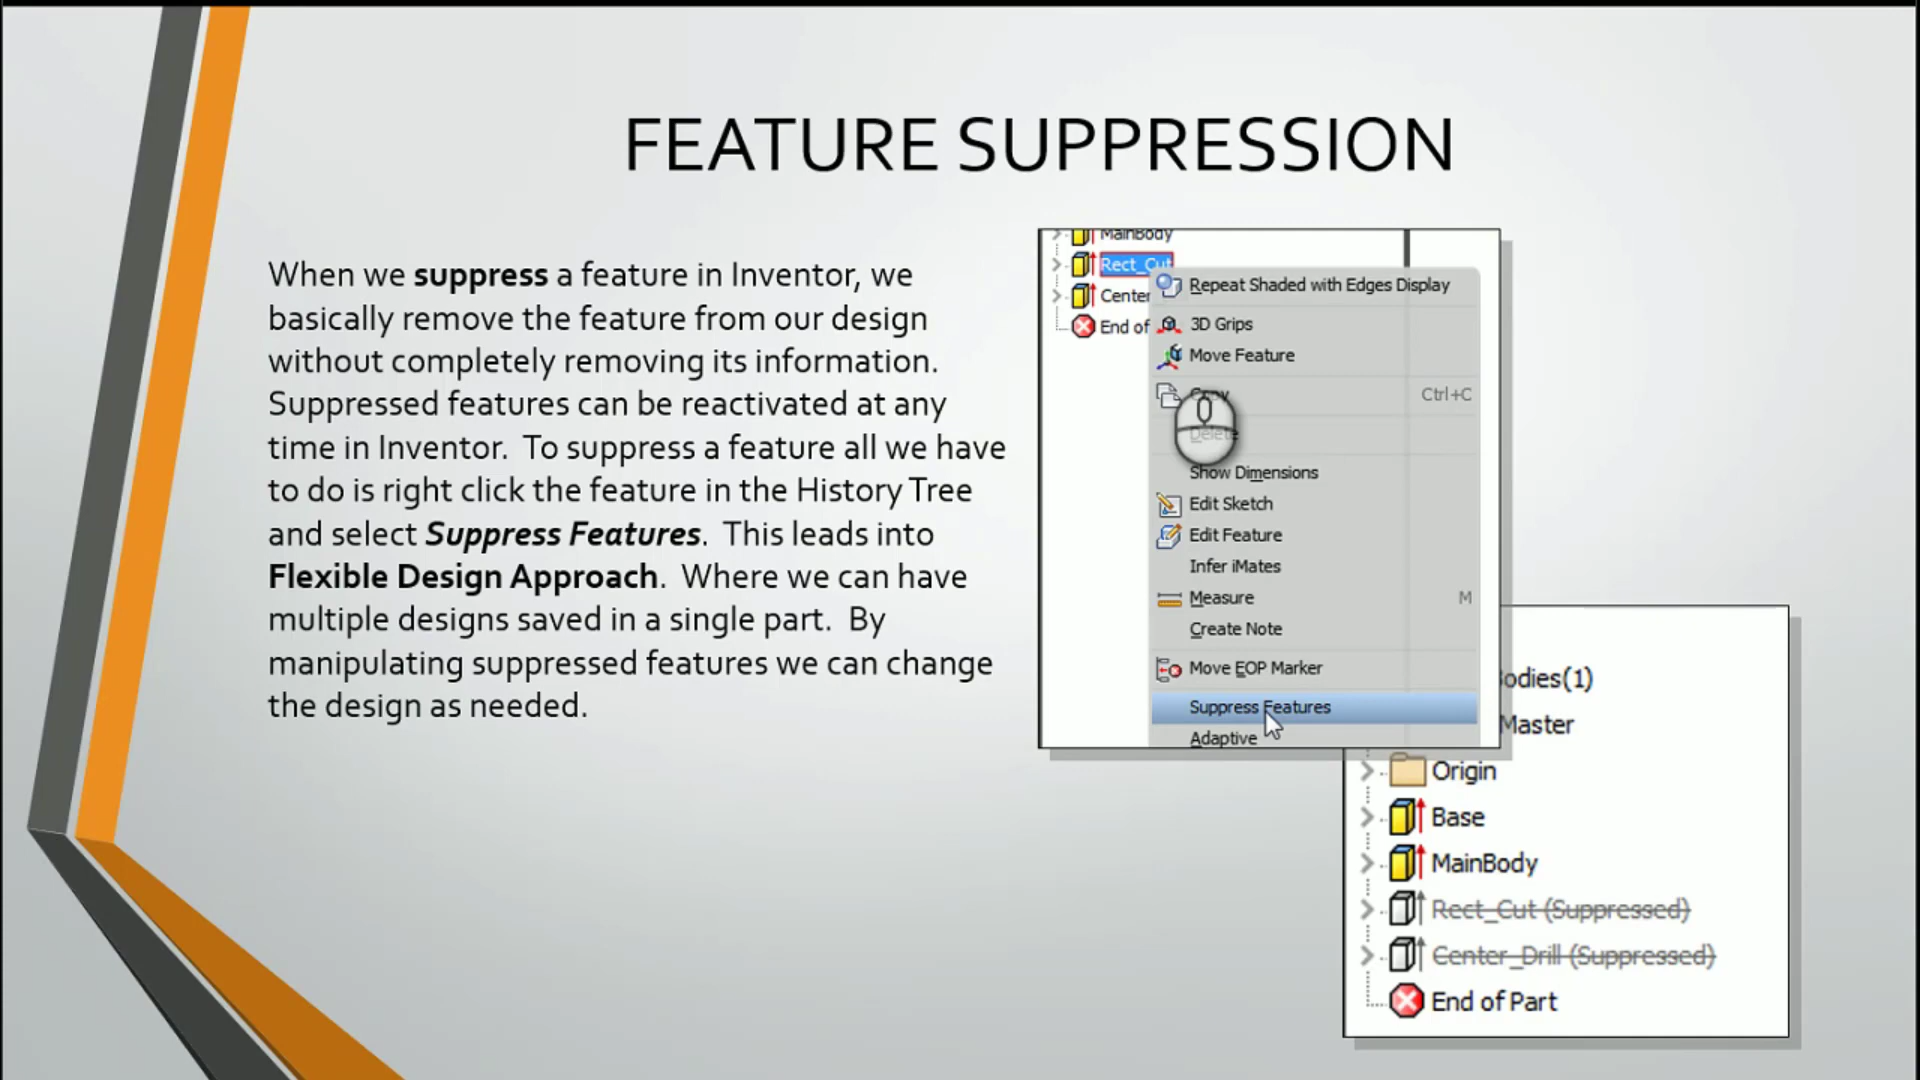 FEATURE SUPPRESSION
When we suppress a feature in Inventor, we
basically remove the feature from our design
without completely removing its information.
Suppressed features can be reactivated at any
time in Inventor.  To suppress a feature all we have
to do is right click the feature in the History Tree
and select Suppress Features.  This leads into
Flexible Design Approach.  Where we can have
multiple designs saved in a single part.  By
manipulating suppressed features we can change
the design as needed.
MainBody
Rect_Cut
Center
End of
Repeat Shaded with Edges Display
3D Grips
Move Feature
Copy Ctrl+C
Delete
Show Dimensions
Edit Sketch
Edit Feature
Infer iMates
Measure M
Create Note
Move EOP Marker
Suppress Features
Adaptive
odies(1)
Master
Origin
Base
MainBody
Rect_Cut (Suppressed)
Center_Drill (Suppressed)
End of Part